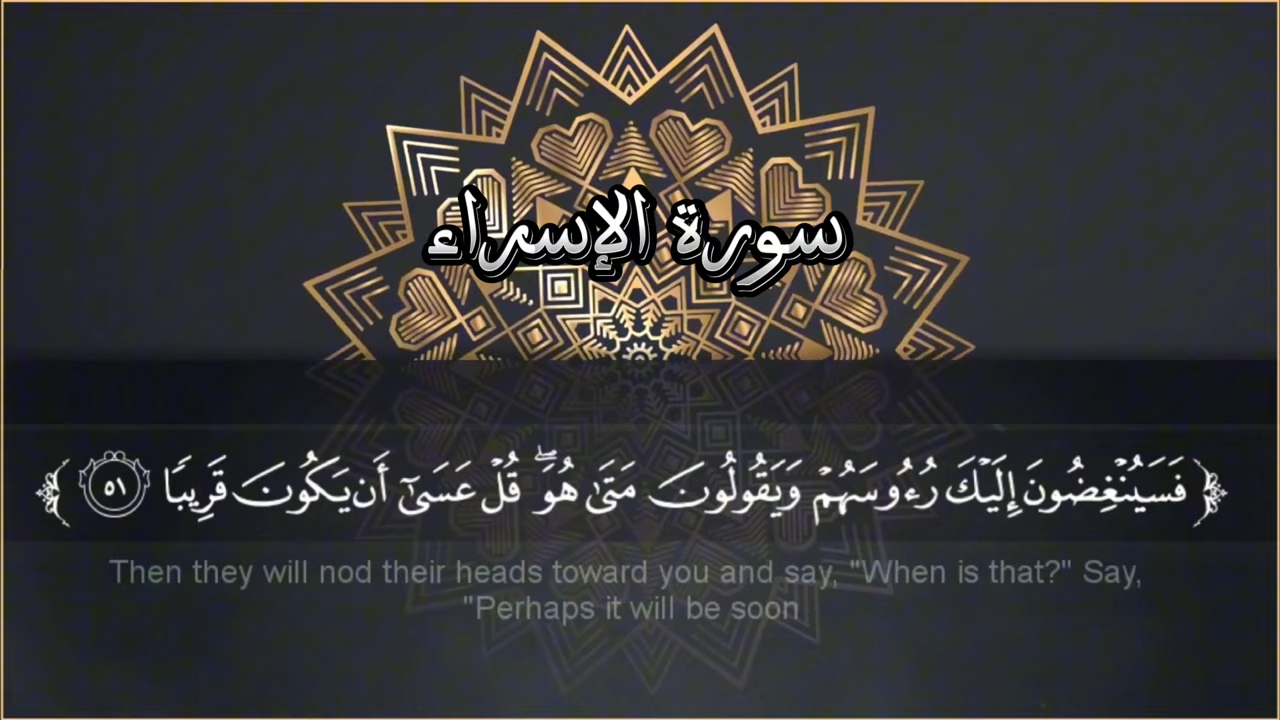 سورة الإسراء
﴿ فَسَيُنْغِضُونَ إِلَيْكَ رُءُوسَهُمْ وَيَقُولُونَ مَتَىٰ هُوَ ۖ قُلْ عَسَىٰٓ أَن يَكُونَ قَرِيبًا ٥١ ﴾
Then they will nod their heads toward you and say, "When is that?" Say,
"Perhaps it will be soon